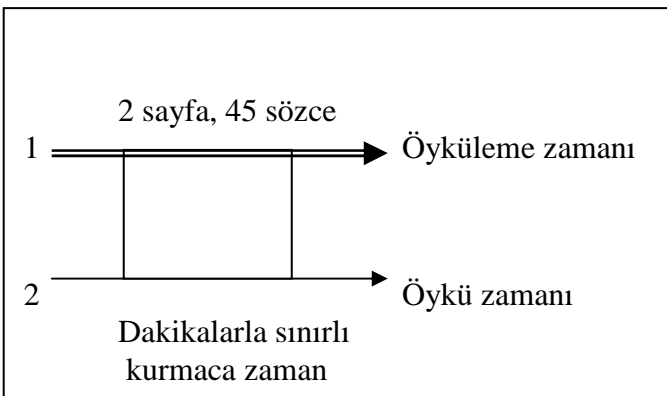 2 sayfa, 45 sözce
1 Öyküleme zamanı
2 Öykü zamanı
Dakikalarla sınırlı
kurmaca zaman